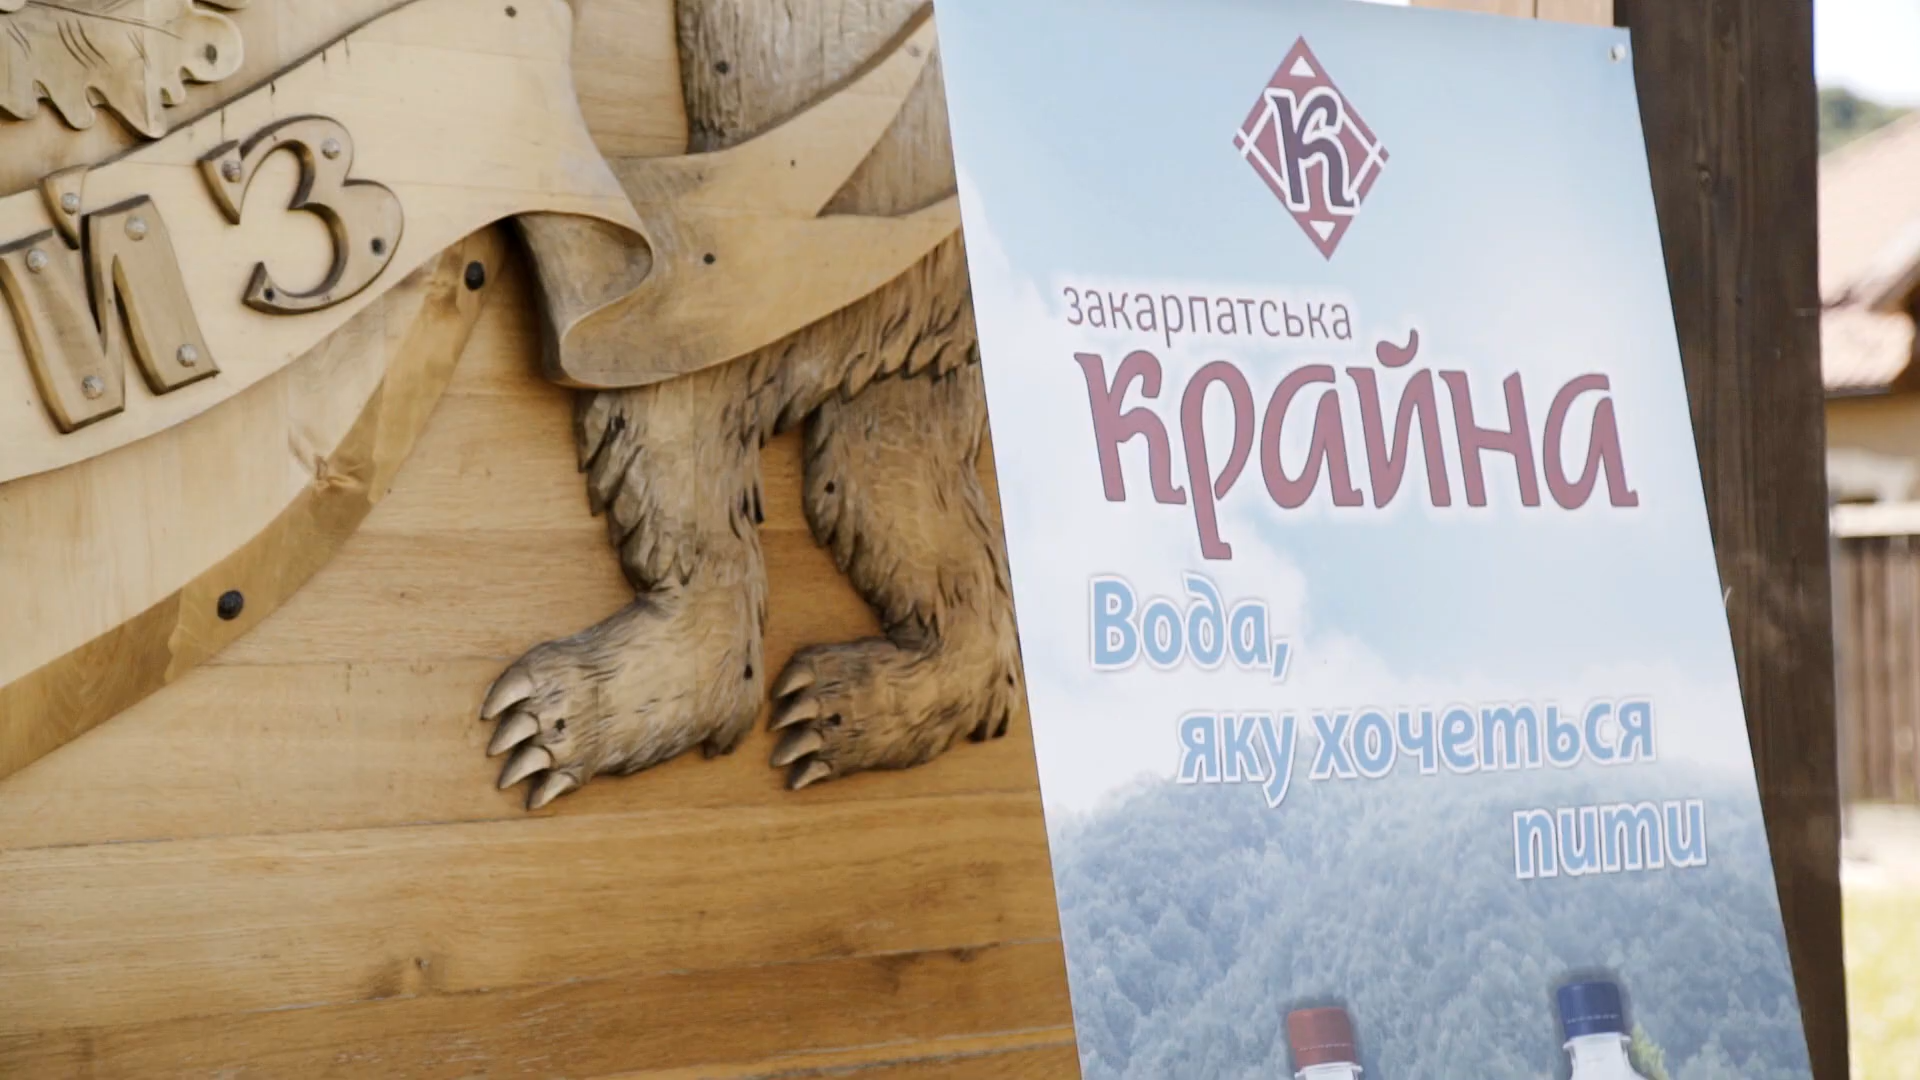 ИЗ
К
закарпатська
крайна
Вода,
яку хочеться
пити